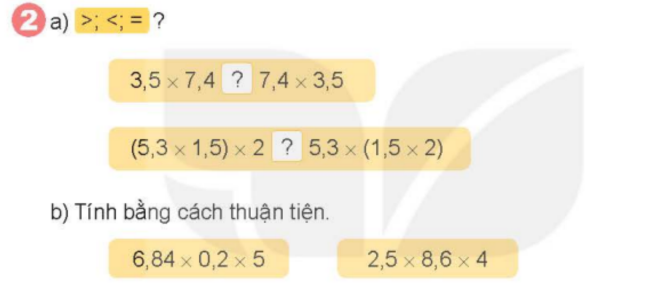 2 a) >; <; = ?
3,5 × 7,4 ? 7,4 × 3,5
(5,3 × 1,5) × 2 ? 5,3 × (1,5 × 2)
b) Tính bằng cách thuận tiện.
6,84 × 0,2 × 5 2,5 × 8,6 × 4